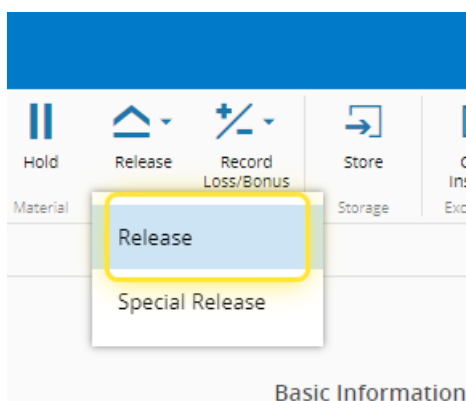 Hold
Release
Record
Loss/Bonus
Store
Material
Storage
Release
Special Release
Basic Information